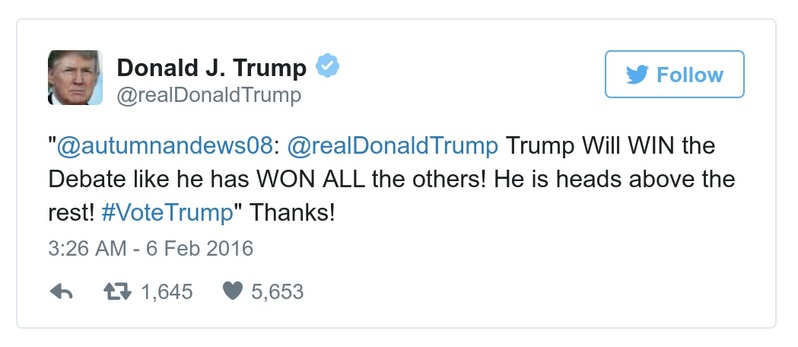 Donald J. Trump
@realDonaldTrump
Follow
"@autumnandews08: @realDonaldTrump Trump Will WIN the
Debate like he has WON ALL the others! He is heads above the
rest! #VoteTrump" Thanks!
3:26 AM - 6 Feb 2016
1,645 5,653